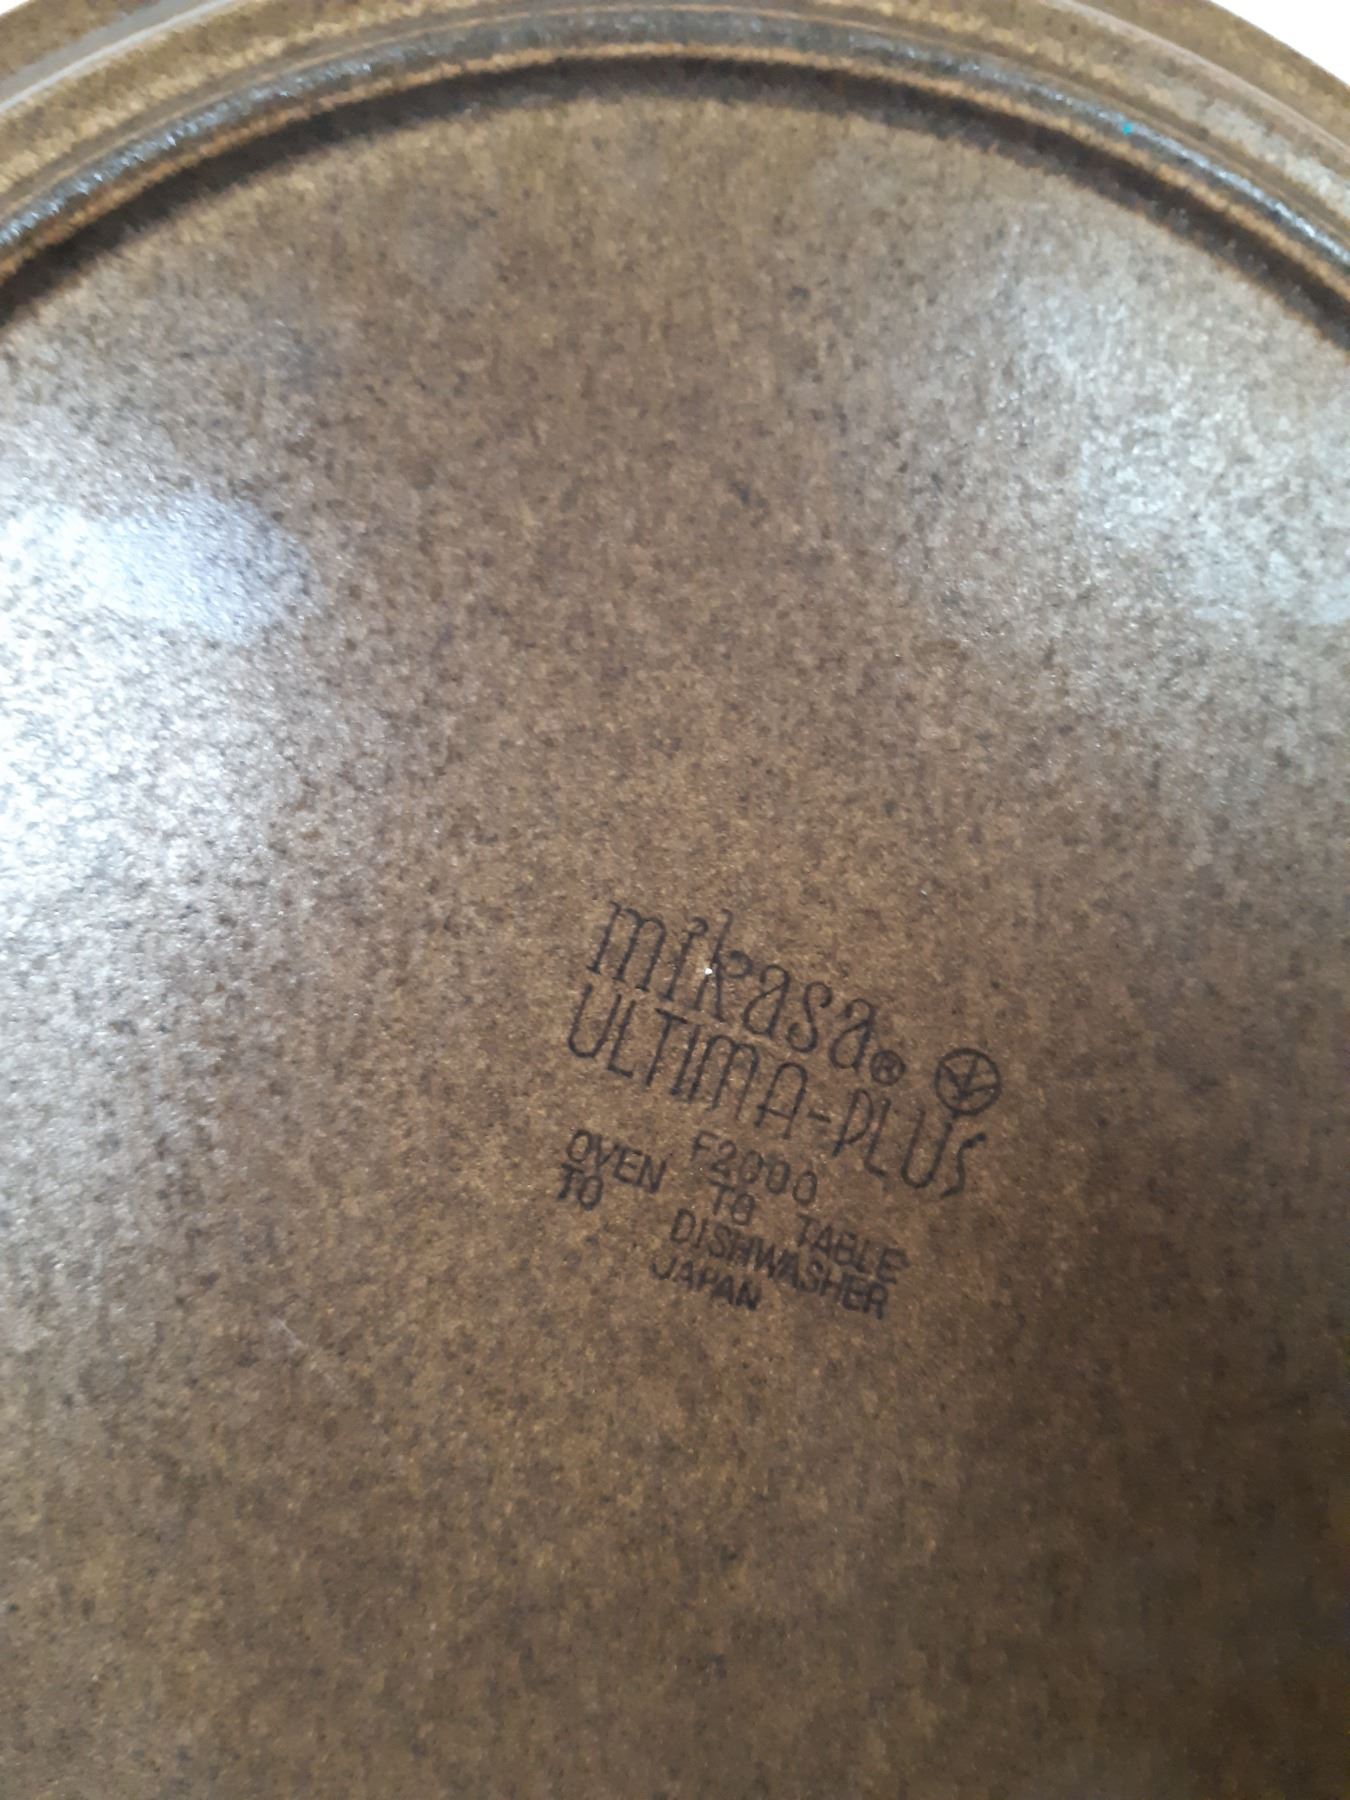 mikasa®
ULTIMA-PLUS
F2000
OVEN TO TABLE
TO DISHWASHER
JAPAN